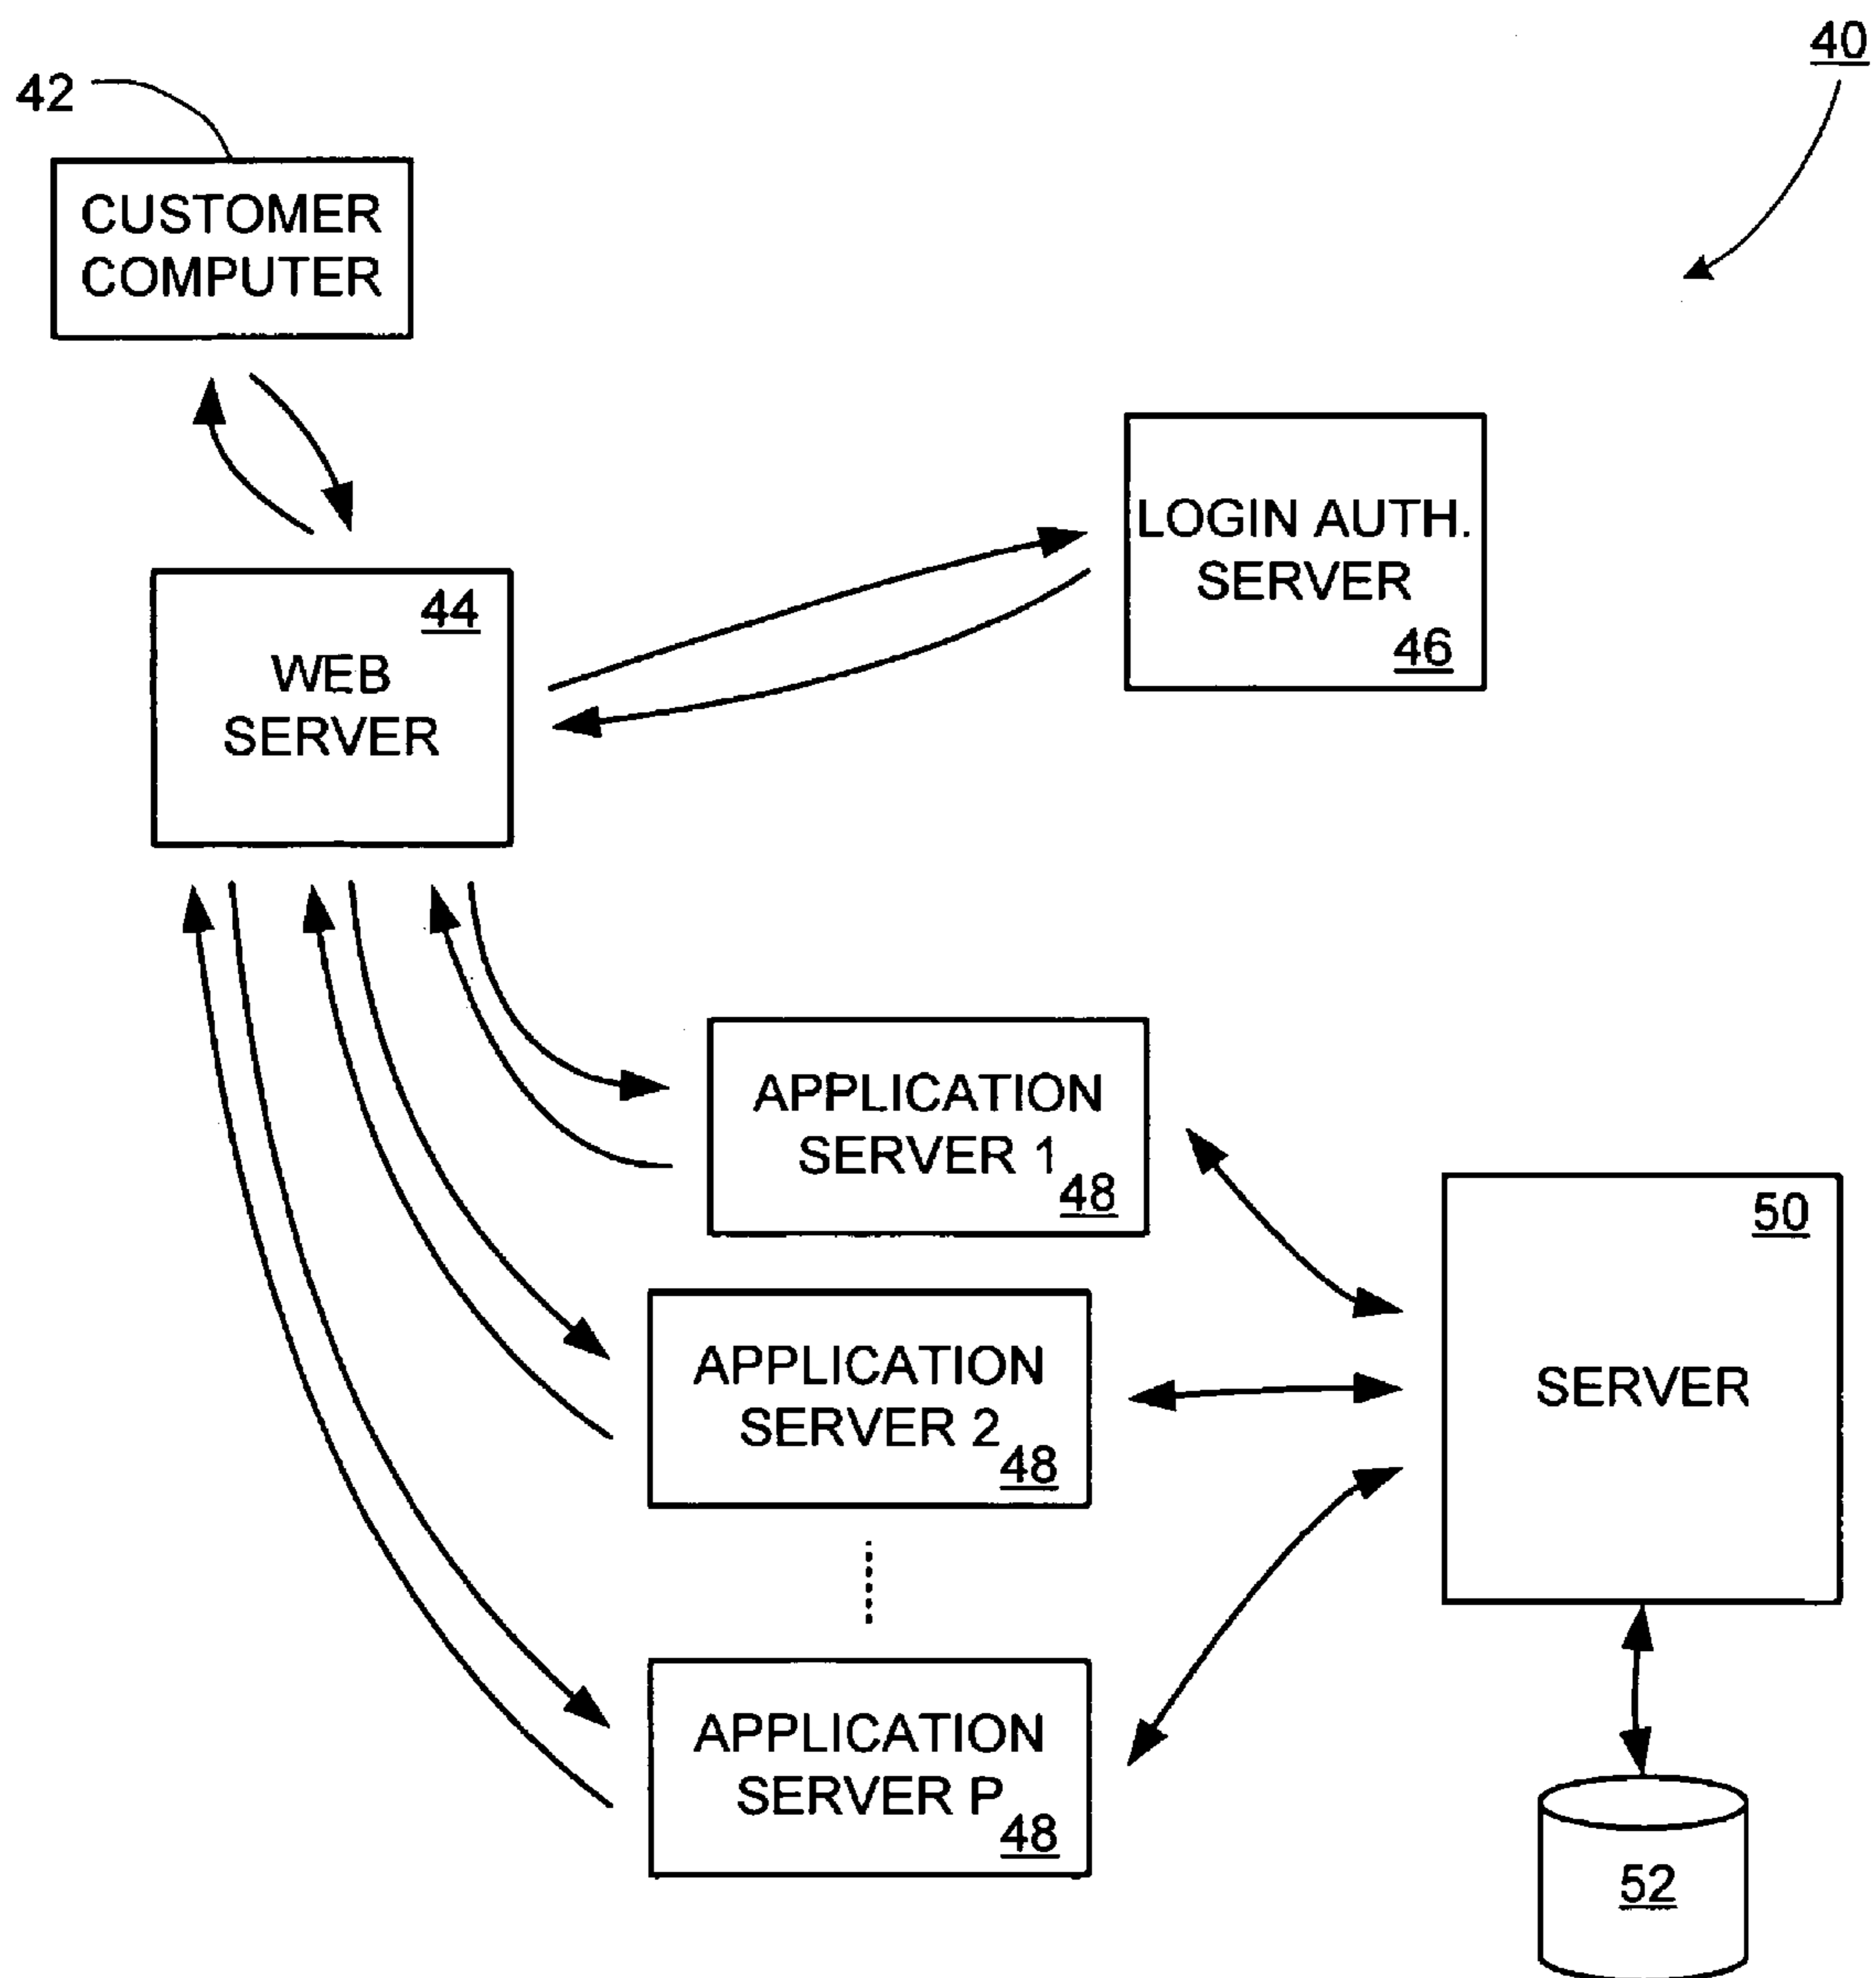 40
42
CUSTOMER
COMPUTER
LOGIN AUTH.
SERVER
46
44
WEB
SERVER
APPLICATION
SERVER 1
48
50
SERVER
APPLICATION
SERVER 2
48
APPLICATION
SERVER P
48
52